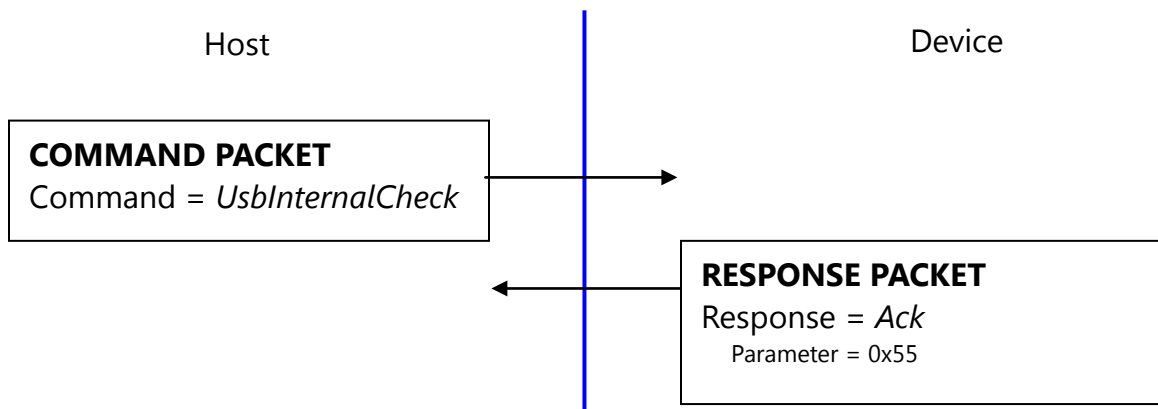 Host
Device
COMMAND PACKET
Command = UsbInternalCheck
RESPONSE PACKET
Response = Ack
Parameter = 0x55